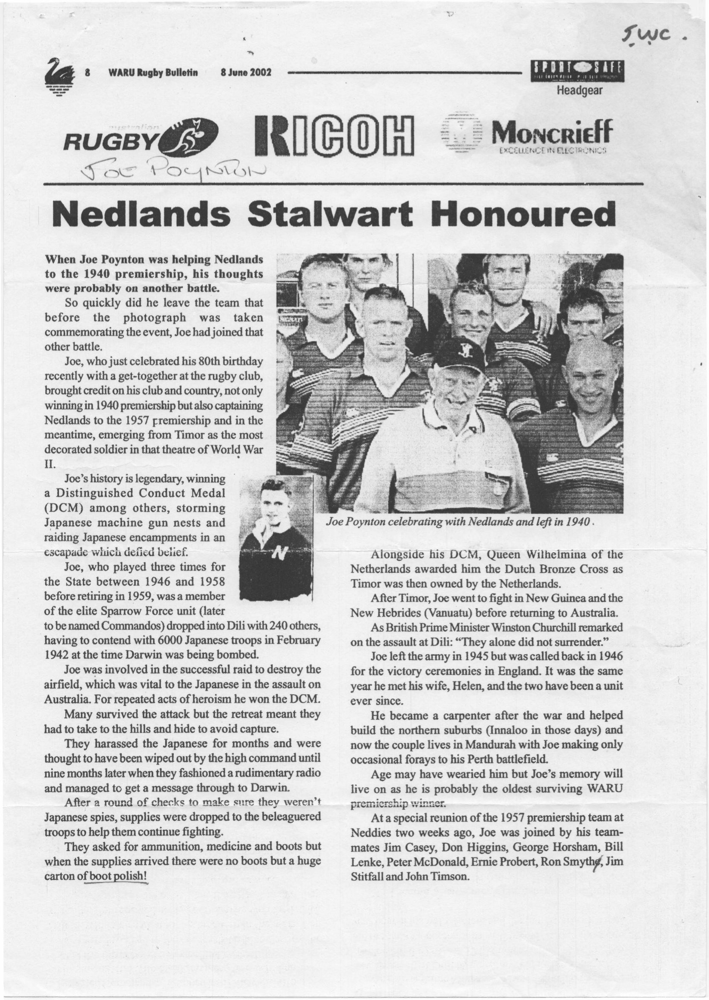 J.W.C.
8 WARU Rugby Bulletin 8 June 2002
SPORT SAFE
Headgear
australian
RUGBY
RICOH
M
MONCRIEFF
EXCELLENCE IN ELECTRONICS
JOE POYNTON
Nedlands Stalwart Honoured
When Joe Poynton was helping Nedlands
to the 1940 premiership, his thoughts
were probably on another battle.
So quickly did he leave the team that
before the photograph was taken
commemorating the event, Joe had joined that
other battle.
Joe, who just celebrated his 80th birthday
recently with a get-together at the rugby club,
brought credit on his club and country, not only
winning in 1940 premiership but also captaining
Nedlands to the 1957 premiership and in the
meantime, emerging from Timor as the most
decorated soldier in that theatre of World War
II.
Joe's history is legendary, winning
a Distinguished Conduct Medal
(DCM) among others, storming
Japanese machine gun nests and
raiding Japanese encampments in an
escapade which defied belief.
Joe, who played three times for
the State between 1946 and 1958
before retiring in 1959, was a member
of the elite Sparrow Force unit (later
to be named Commandos) dropped into Dili with 240 others,
having to contend with 6000 Japanese troops in February
1942 at the time Darwin was being bombed.
Joe was involved in the successful raid to destroy the
airfield, which was vital to the Japanese in the assault on
Australia. For repeated acts of heroism he won the DCM.
Many survived the attack but the retreat meant they
had to take to the hills and hide to avoid capture.
They harassed the Japanese for months and were
thought to have been wiped out by the high command until
nine months later when they fashioned a rudimentary radio
and managed to get a message through to Darwin.
After a round of checks to make sure they weren't
Japanese spies, supplies were dropped to the beleaguered
troops to help them continue fighting.
They asked for ammunition, medicine and boots but
when the supplies arrived there were no boots but a huge
carton of boot polish!
N
Joe Poynton celebrating with Nedlands and left in 1940.
Alongside his DCM, Queen Wilhelmina of the
Netherlands awarded him the Dutch Bronze Cross as
Timor was then owned by the Netherlands.
After Timor, Joe went to fight in New Guinea and the
New Hebrides (Vanuatu) before returning to Australia.
As British Prime Minister Winston Churchill remarked
on the assault at Dili: “They alone did not surrender.”
Joe left the army in 1945 but was called back in 1946
for the victory ceremonies in England. It was the same
year he met his wife, Helen, and the two have been a unit
ever since.
He became a carpenter after the war and helped
build the northern suburbs (Innaloo in those days) and
now the couple lives in Mandurah with Joe making only
occasional forays to his Perth battlefield.
Age may have wearied him but Joe's memory will
live on as he is probably the oldest surviving WARU
premiership winner.
At a special reunion of the 1957 premiership team at
Neddies two weeks ago, Joe was joined by his team-
mates Jim Casey, Don Higgins, George Horsham, Bill
Lenke, Peter McDonald, Ernie Probert, Ron Smythe, Jim
Stitfall and John Timson.